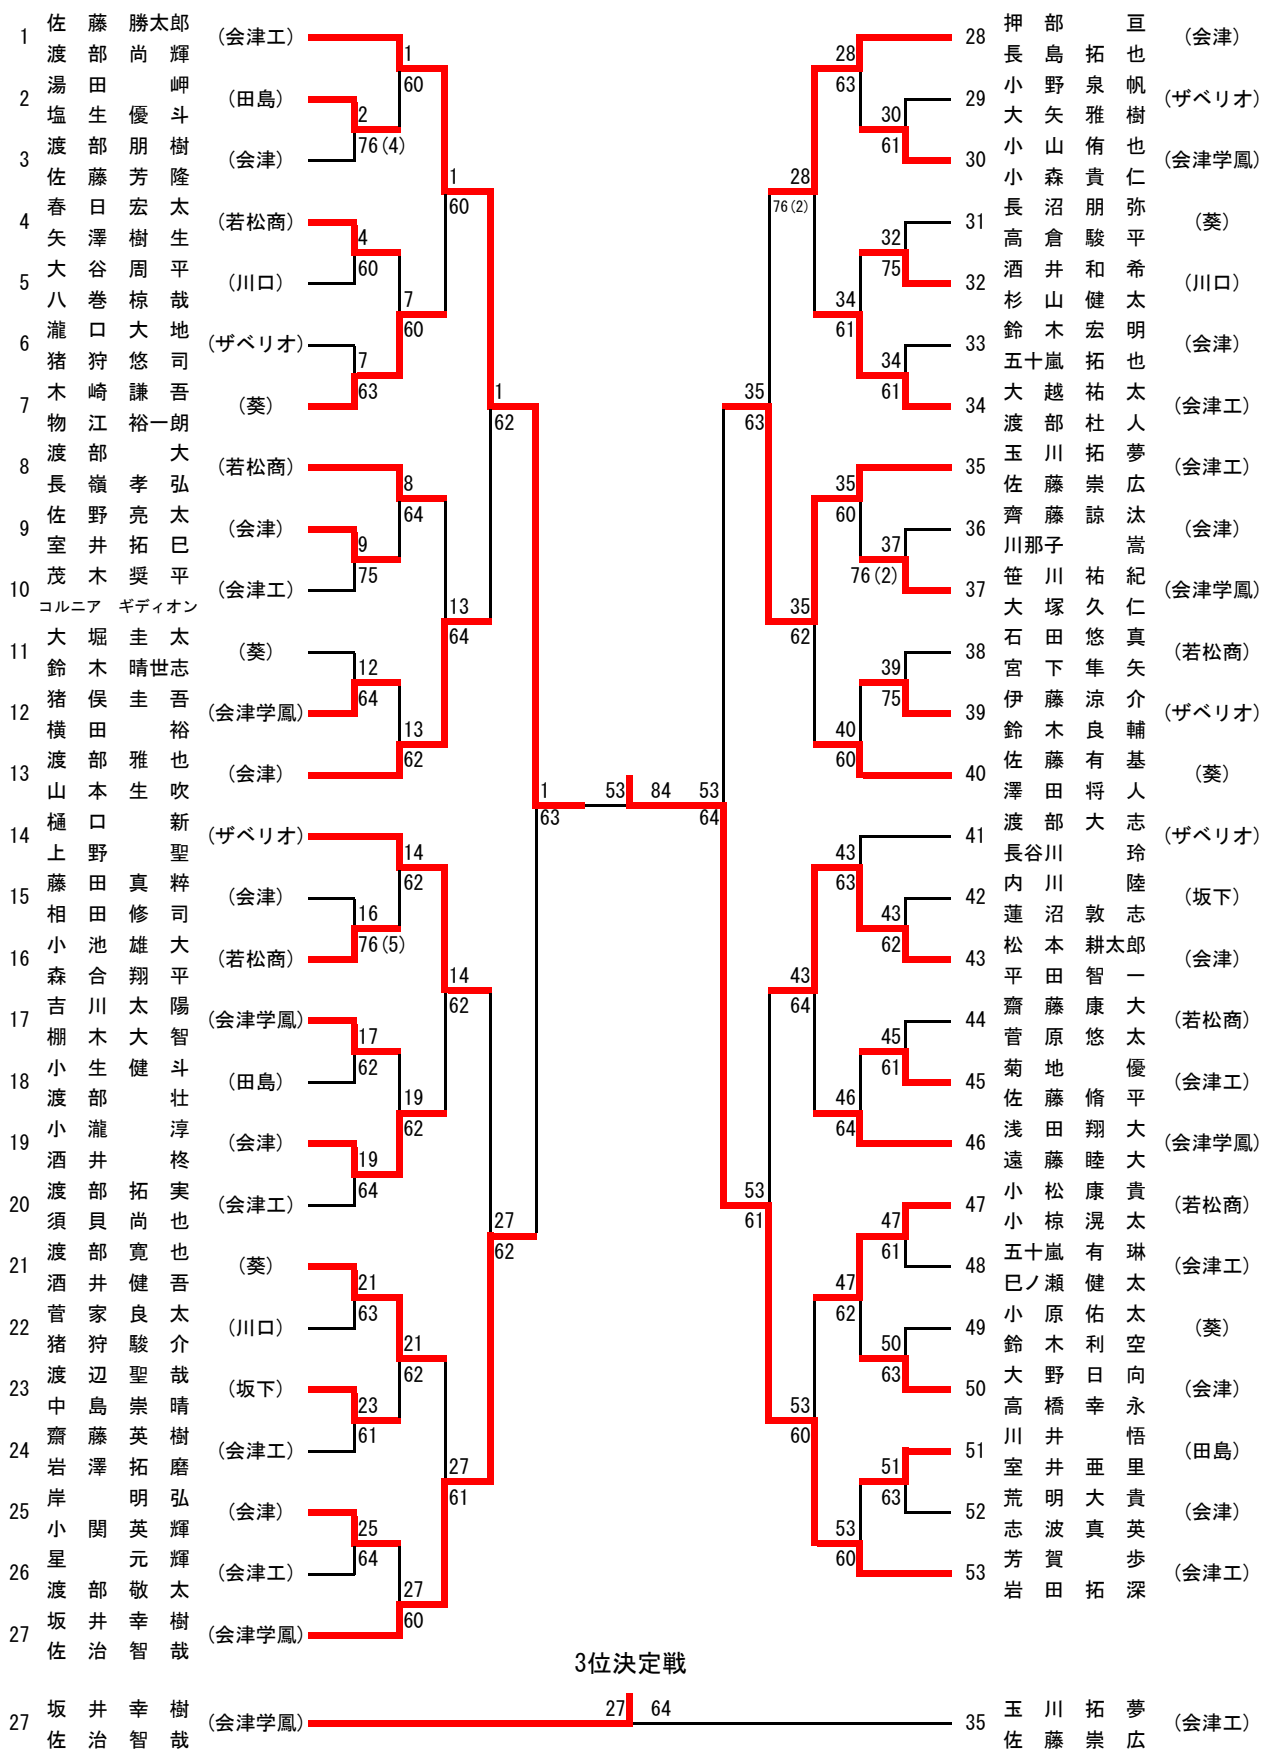 1 佐藤勝太郎 (会津工)
渡部尚輝
2 湯田岬 (田島)
塩生優斗
3 渡部朋樹 (会津)
佐藤芳隆
4 春日宏太 (若松商)
矢澤樹生
5 大谷周平 (川口)
八巻椋哉
6 瀧口大地 (ザベリオ)
猪狩悠司
7 木崎謙吾 (葵)
物江裕一朗
8 渡部大 (若松商)
長嶺孝弘
9 佐野亮太 (会津)
室井拓巳
10 茂木奨平 (会津工)
コルニア ギディオン
11 大堀圭太 (葵)
鈴木晴世志
12 猪俣圭吾 (会津学鳳)
横田裕
13 渡部雅也 (会津)
山本生吹
14 樋口新 (ザベリオ)
上野聖
15 藤田真粹 (会津)
相田修司
16 小池雄大 (若松商)
森合翔平
17 吉川太陽 (会津学鳳)
棚木大智
18 小生健斗 (田島)
渡部壮
19 小瀧淳 (会津)
酒井柊
20 渡部拓実 (会津工)
須貝尚也
21 渡部寛也 (葵)
酒井健吾
22 菅家良太 (川口)
猪狩駿介
23 渡辺聖哉 (坂下)
中島崇晴
24 齋藤英樹 (会津工)
岩澤拓磨
25 岸明弘 (会津)
小関英輝
26 星元輝 (会津工)
渡部敬太
27 坂井幸樹 (会津学鳳)
佐治智哉
2
76(4)
4
60
7
63
9
75
12
64
16
76(5)
17
62
19
64
21
63
23
61
25
64
1
60
7
60
8
64
13
62
14
62
19
62
21
62
27
60
1
60
13
64
14
62
27
61
1
62
27
62
1
63
53 84
53
64
35
63
53
61
28
76(2)
35
62
43
64
53
60
28
63
34
61
35
60
40
60
43
63
46
64
47
62
53
60
30
61
32
75
34
61
37
76(2)
39
75
43
62
45
61
47
61
50
63
51
63
28 押部亘 (会津)
長島拓也
29 小野泉帆 (ザベリオ)
大矢雅樹
30 小山侑也 (会津学鳳)
小森貴仁
31 長沼朋弥 (葵)
高倉駿平
32 酒井和希 (川口)
杉山健太
33 鈴木宏明 (会津)
五十嵐拓也
34 大越祐太 (会津工)
渡部杜人
35 玉川拓夢 (会津工)
佐藤崇広
36 齊藤諒汰 (会津)
川那子嵩
37 笹川祐紀 (会津学鳳)
大塚久仁
38 石田悠真 (若松商)
宮下隼矢
39 伊藤涼介 (ザベリオ)
鈴木良輔
40 佐藤有基 (葵)
澤田将人
41 渡部大志 (ザベリオ)
長谷川玲
42 内川陸 (坂下)
蓮沼敦志
43 松本耕太郎 (会津)
平田智一
44 齋藤康大 (若松商)
菅原悠太
45 菊地優 (会津工)
佐藤脩平
46 浅田翔大 (会津学鳳)
遠藤睦大
47 小松康貴 (若松商)
小椋滉太
48 五十嵐有琳 (会津工)
巳ノ瀬健太
49 小原佑太 (葵)
鈴木利空
50 大野日向 (会津)
高橋幸永
51 川井悟 (田島)
室井亜里
52 荒明大貴 (会津)
志波真英
53 芳賀歩 (会津工)
岩田拓深
3位決定戦
27 坂井幸樹 (会津学鳳)
佐治智哉
27 64
35 玉川拓夢 (会津工)
佐藤崇広